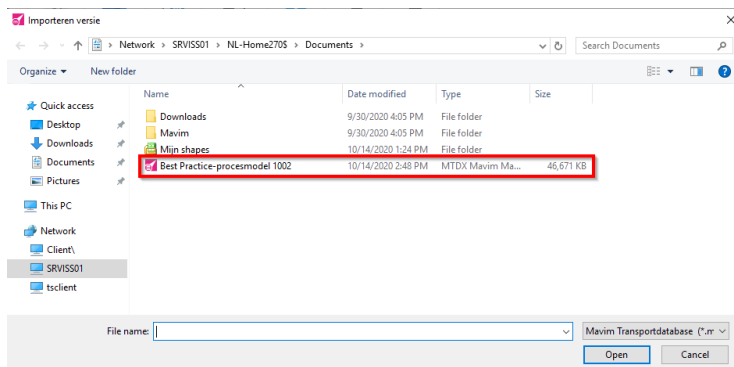 Importeren versie
Network > SRVISS01 > NL-Home270$ > Documents >
Search Documents
Organize
New folder
Name
Date modified
Type
Size
Quick access
Desktop
Downloads
Documents
Pictures
This PC
Network
Client\
SRVISS01
tsclient
Downloads 9/30/2020 4:05 PM File folder
Mavim 9/30/2020 4:05 PM File folder
Mijn shapes 10/14/2020 1:24 PM File folder
Best Practice-procesmodel 1002 10/14/2020 2:48 PM MTDX Mavim Ma... 46,671 KB
File name:
Mavim Transportdatabase (*.m
Open
Cancel